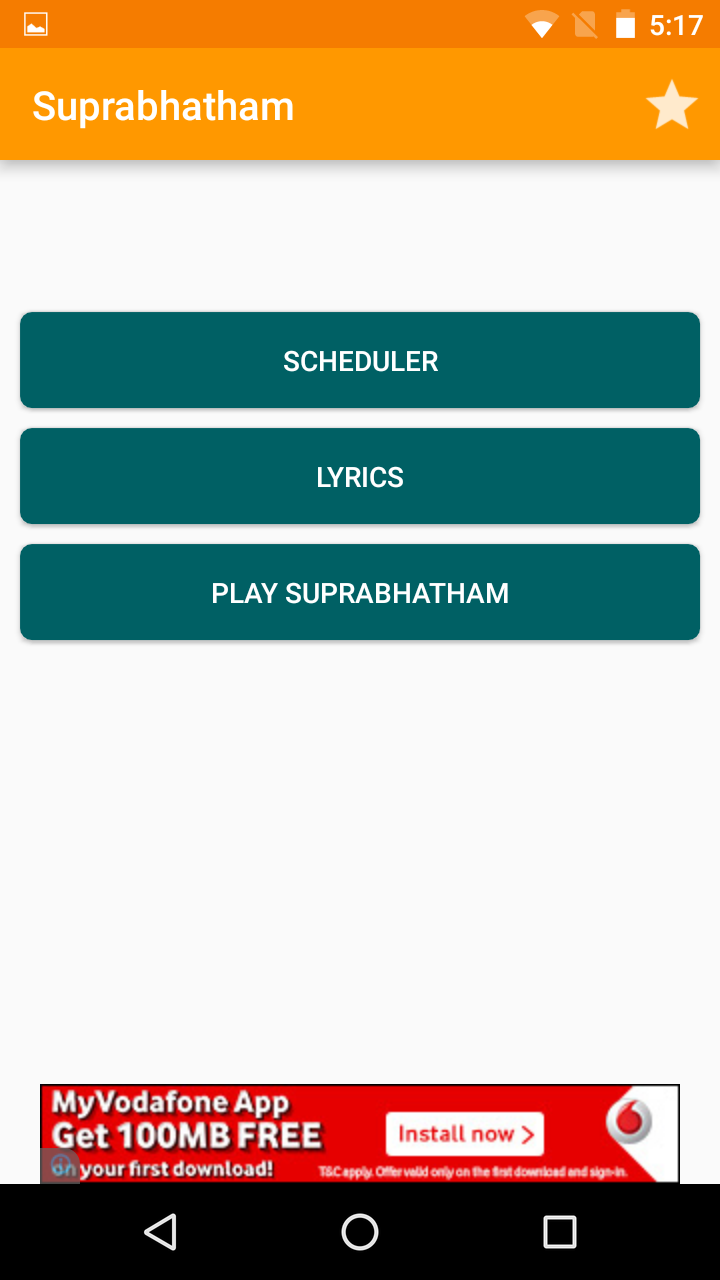 5:17
Suprabhatham
SCHEDULER
LYRICS
PLAY SUPRABHATHAM
MyVodafone App
Get 100MB FREE
on your first download!
Install now >
T&C apply. Offer valid only on the first download and sign-in.